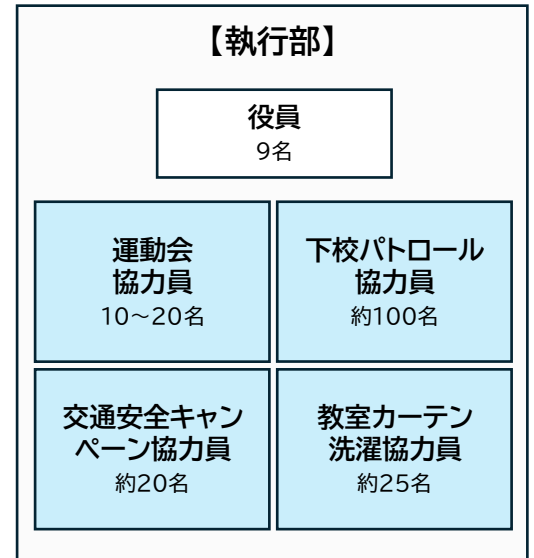 【執行部】
役員
9名
運動会
協力員
10～20名
下校パトロール
協力員
約100名
交通安全キャン
ペーン協力員
約20名
教室カーテン
洗濯協力員
約25名